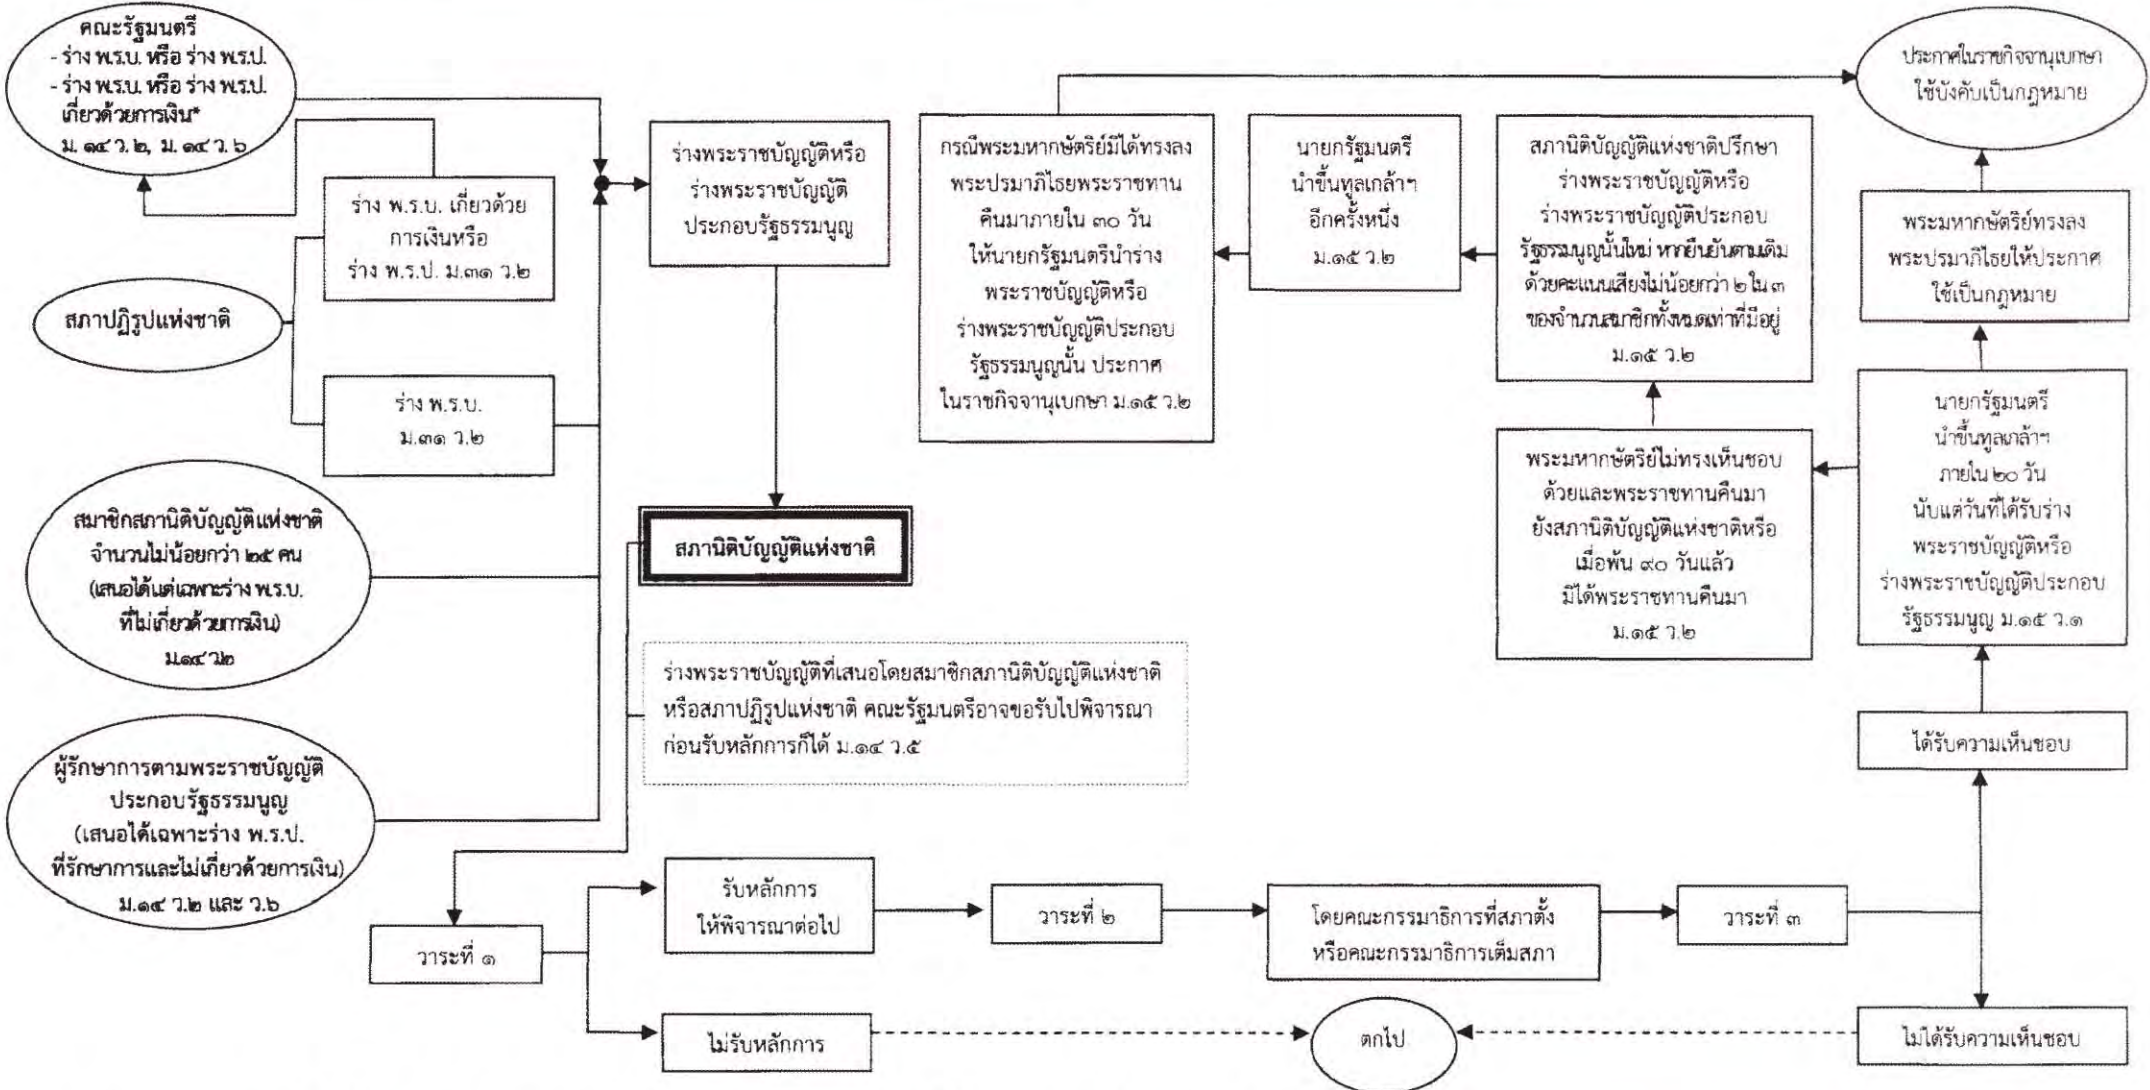 คณะรัฐมนตรี
- ร่าง พ.ร.บ. หรือ ร่าง พ.ร.ป.
- ร่าง พ.ร.บ. หรือ ร่าง พ.ร.ป.
เกี่ยวด้วยการเงิน*
ม. ๑๔ ว. ๒, ม. ๑๔ ว. ๖
ร่าง พ.ร.บ. เกี่ยวด้วย
การเงินหรือ
ร่าง พ.ร.ป. ม.๓๑ ว.๒
สภาปฏิรูปแห่งชาติ
ร่าง พ.ร.บ.
ม.๓๑ ว.๒
สมาชิกสภานิติบัญญัติแห่งชาติ
จำนวนไม่น้อยกว่า ๒๕ คน
(เสนอได้แต่เฉพาะร่าง พ.ร.บ.
ที่ไม่เกี่ยวด้วยการเงิน)
ม.๑๔ ว.๒
ผู้รักษาการตามพระราชบัญญัติ
ประกอบรัฐธรรมนูญ
(เสนอได้เฉพาะร่าง พ.ร.ป.
ที่รักษาการและไม่เกี่ยวด้วยการเงิน)
ม.๑๔ ว.๒ และ ว.๖
ร่างพระราชบัญญัติหรือ
ร่างพระราชบัญญัติ
ประกอบรัฐธรรมนูญ
สภานิติบัญญัติแห่งชาติ
ร่างพระราชบัญญัติที่เสนอโดยสมาชิกสภานิติบัญญัติแห่งชาติ
หรือสภาปฏิรูปแห่งชาติ คณะรัฐมนตรีอาจขอรับไปพิจารณา
ก่อนรับหลักการก็ได้ ม.๑๔ ว.๕
วาระที่ ๑
รับหลักการ
ให้พิจารณาต่อไป
ไม่รับหลักการ
วาระที่ ๒
โดยคณะกรรมาธิการที่สภาตั้ง
หรือคณะกรรมาธิการเต็มสภา
ตกไป
วาระที่ ๓
ได้รับความเห็นชอบ
ไม่ได้รับความเห็นชอบ
นายกรัฐมนตรี
นำขึ้นทูลเกล้าฯ
ภายใน ๒๐ วัน
นับแต่วันที่ได้รับร่าง
พระราชบัญญัติหรือ
ร่างพระราชบัญญัติประกอบ
รัฐธรรมนูญ ม.๑๕ ว.๑
พระมหากษัตริย์ทรงลง
พระปรมาภิไธยให้ประกาศ
ใช้เป็นกฎหมาย
ประกาศในราชกิจจานุเบกษา
ใช้บังคับเป็นกฎหมาย
พระมหากษัตริย์ไม่ทรงเห็นชอบ
ด้วยและพระราชทานคืนมา
ยังสภานิติบัญญัติแห่งชาติหรือ
เมื่อพ้น ๙๐ วันแล้ว
มิได้พระราชทานคืนมา
ม.๑๕ ว.๒
สภานิติบัญญัติแห่งชาติปรึกษา
ร่างพระราชบัญญัติหรือ
ร่างพระราชบัญญัติประกอบ
รัฐธรรมนูญนั้นใหม่ หากยืนยันตามเดิม
ด้วยคะแนนเสียงไม่น้อยกว่า ๒ ใน ๓
ของจำนวนสมาชิกทั้งหมดเท่าที่มีอยู่
ม.๑๕ ว.๒
นายกรัฐมนตรี
นำขึ้นทูลเกล้าฯ
อีกครั้งหนึ่ง
ม.๑๕ ว.๒
กรณีพระมหากษัตริย์มิได้ทรงลง
พระปรมาภิไธยพระราชทาน
คืนมาภายใน ๓๐ วัน
ให้นายกรัฐมนตรีนำร่าง
พระราชบัญญัติหรือ
ร่างพระราชบัญญัติประกอบ
รัฐธรรมนูญนั้น ประกาศ
ในราชกิจจานุเบกษา ม.๑๕ ว.๒